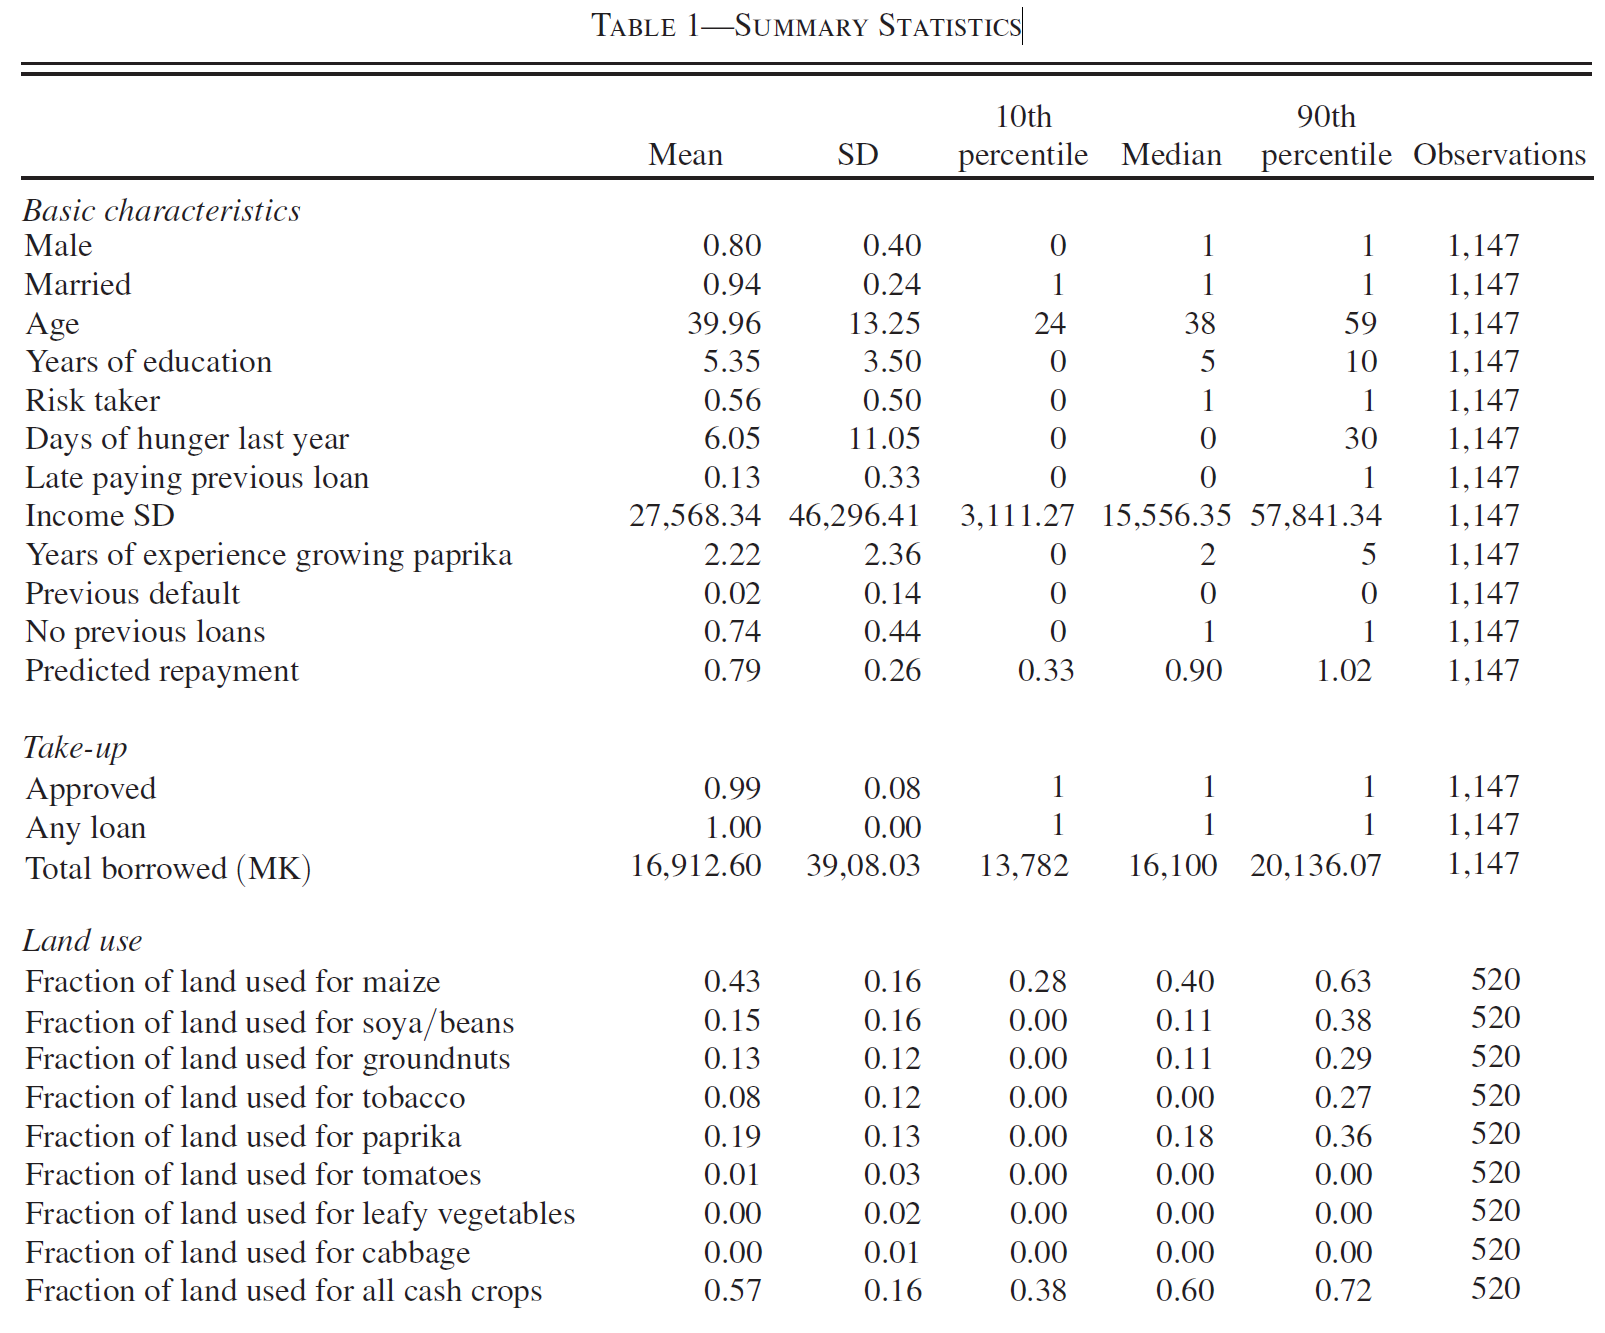 TABLE 1—SUMMARY STATISTICS
10th 90th
Mean SD percentile Median percentile Observations
Basic characteristics
Male 0.80 0.40 0 1 1 1,147
Married 0.94 0.24 1 1 1 1,147
Age 39.96 13.25 24 38 59 1,147
Years of education 5.35 3.50 0 5 10 1,147
Risk taker 0.56 0.50 0 1 1 1,147
Days of hunger last year 6.05 11.05 0 0 30 1,147
Late paying previous loan 0.13 0.33 0 0 1 1,147
Income SD 27,568.34 46,296.41 3,111.27 15,556.35 57,841.34 1,147
Years of experience growing paprika 2.22 2.36 0 2 5 1,147
Previous default 0.02 0.14 0 0 0 1,147
No previous loans 0.74 0.44 0 1 1 1,147
Predicted repayment 0.79 0.26 0.33 0.90 1.02 1,147
Take-up
Approved 0.99 0.08 1 1 1 1,147
Any loan 1.00 0.00 1 1 1 1,147
Total borrowed (MK) 16,912.60 39,08.03 13,782 16,100 20,136.07 1,147
Land use
Fraction of land used for maize 0.43 0.16 0.28 0.40 0.63 520
Fraction of land used for soya/beans 0.15 0.16 0.00 0.11 0.38 520
Fraction of land used for groundnuts 0.13 0.12 0.00 0.11 0.29 520
Fraction of land used for tobacco 0.08 0.12 0.00 0.00 0.27 520
Fraction of land used for paprika 0.19 0.13 0.00 0.18 0.36 520
Fraction of land used for tomatoes 0.01 0.03 0.00 0.00 0.00 520
Fraction of land used for leafy vegetables 0.00 0.02 0.00 0.00 0.00 520
Fraction of land used for cabbage 0.00 0.01 0.00 0.00 0.00 520
Fraction of land used for all cash crops 0.57 0.16 0.38 0.60 0.72 520